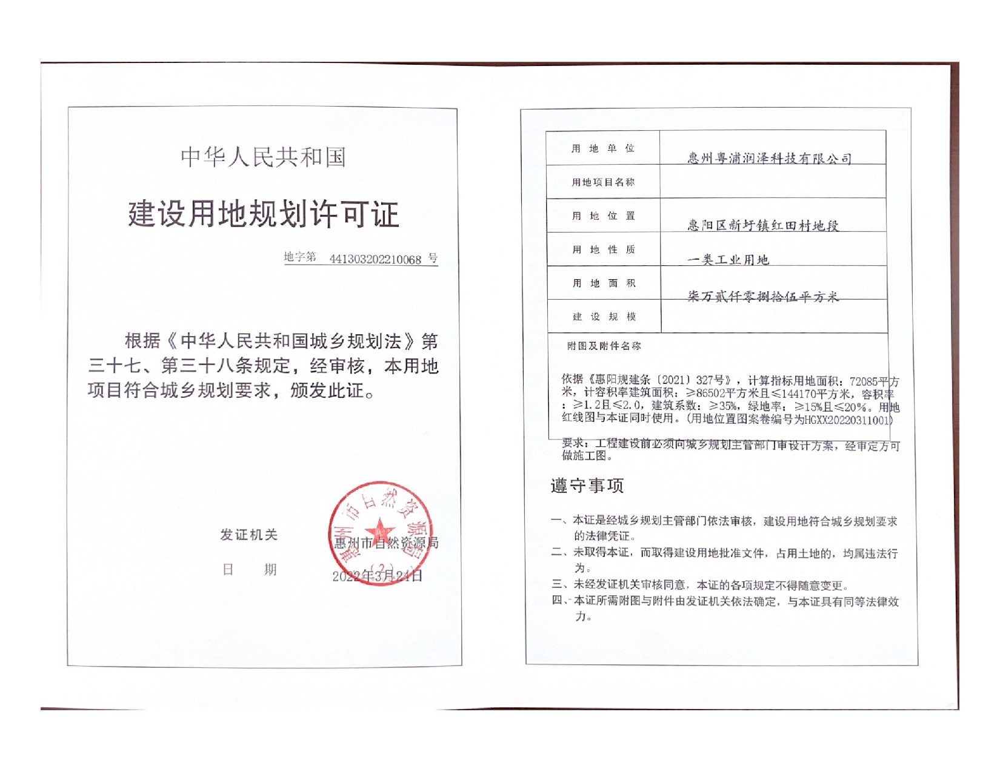 中华人民共和国
建设用地规划许可证
地字第 441303202210068 号
根据《中华人民共和国城乡规划法》第
三十七、第三十八条规定，经审核，本用地
项目符合城乡规划要求，颁发此证。
惠州市自然资源局
（2）
发证机关 惠州市自然资源局
日 期 2022年3月24日
用地单位 惠州粤浦润泽科技有限公司
用地项目名称
用地位置 惠阳区新圩镇红田村地段
用地性质 一类工业用地
用地面积 柒万贰仟零捌拾伍平方米
建设规模
附图及附件名称
依据《惠阳规建条〔2021〕327号》，计算指标用地面积：72085平方
米，计容积率建筑面积：≥86502平方米且≤144170平方米，容积率
：≥1.2且≤2.0，建筑系数：≥35%，绿地率：≥15%且≤20%。用地
红线图与本证同时使用。(用地位置图案卷编号为HGXX20220311001)
要求：工程建设前必须向城乡规划主管部门审设计方案，经审定方可
做施工图。
遵守事项
一、本证是经城乡规划主管部门依法审核，建设用地符合城乡规划要求
的法律凭证。
二、未取得本证，而取得建设用地批准文件，占用土地的，均属违法行
为。
三、未经发证机关审核同意，本证的各项规定不得随意变更。
四、本证所需附图与附件由发证机关依法确定，与本证具有同等法律效
力。